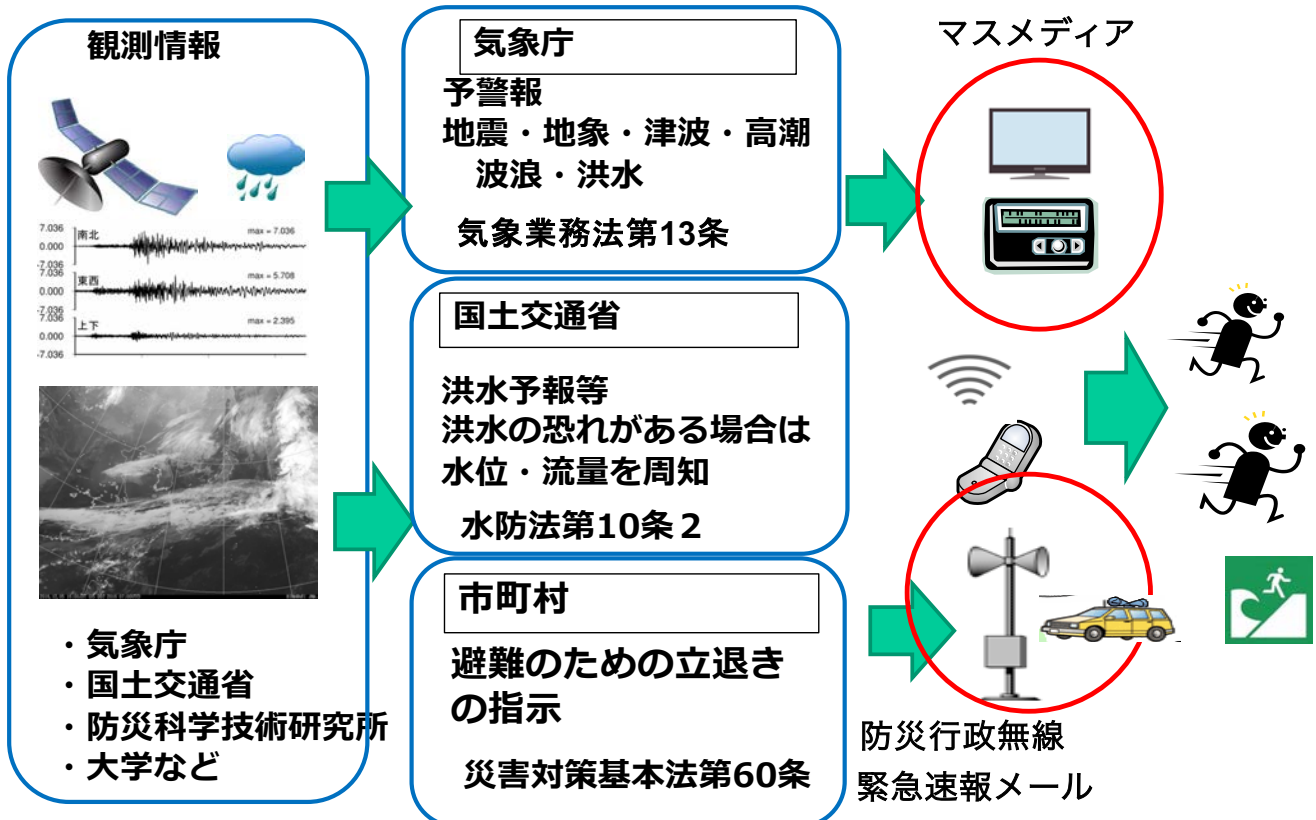 観測情報
7.036
0.000
-7.036
南北
max = 7.036
7.036
0.000
-7.036
東西
max = 5.708
7.036
0.000
-7.036
上下
max = 2.395
・気象庁
・国土交通省
・防災科学技術研究所
・大学など
気象庁
予警報
地震・地象・津波・高潮
波浪・洪水
気象業務法第13条
国土交通省
洪水予報等
洪水の恐れがある場合は
水位・流量を周知
水防法第10条２
市町村
避難のための立退き
の指示
災害対策基本法第60条
マスメディア
防災行政無線
緊急速報メール